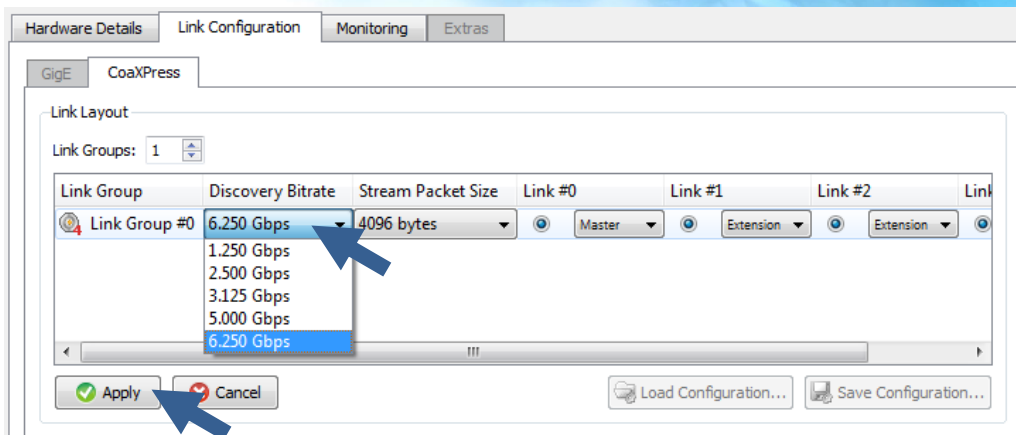 Hardware Details Link Configuration Monitoring Extras
GigE CoaXPress
Link Layout
Link Groups: 1
Link Group Discovery Bitrate Stream Packet Size Link #0 Link #1 Link #2 Link
4 Link Group #0 6.250 Gbps 4096 bytes Master Extension Extension
1.250 Gbps
2.500 Gbps
3.125 Gbps
5.000 Gbps
6.250 Gbps
Apply Cancel Load Configuration... Save Configuration...